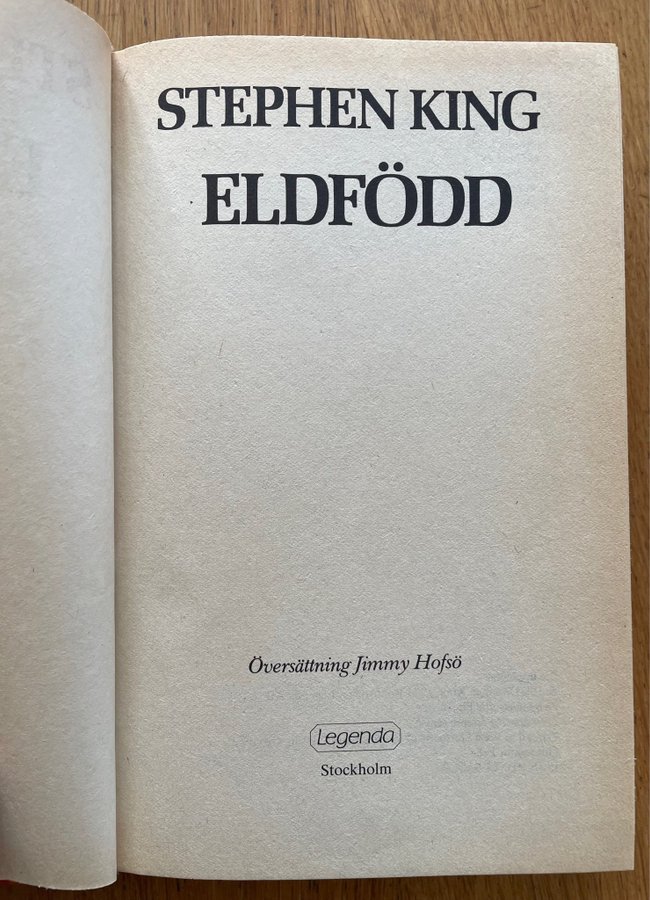 STEPHEN KING
ELDFÖDD
Översättning Jimmy Hofsö
Legenda
Stockholm